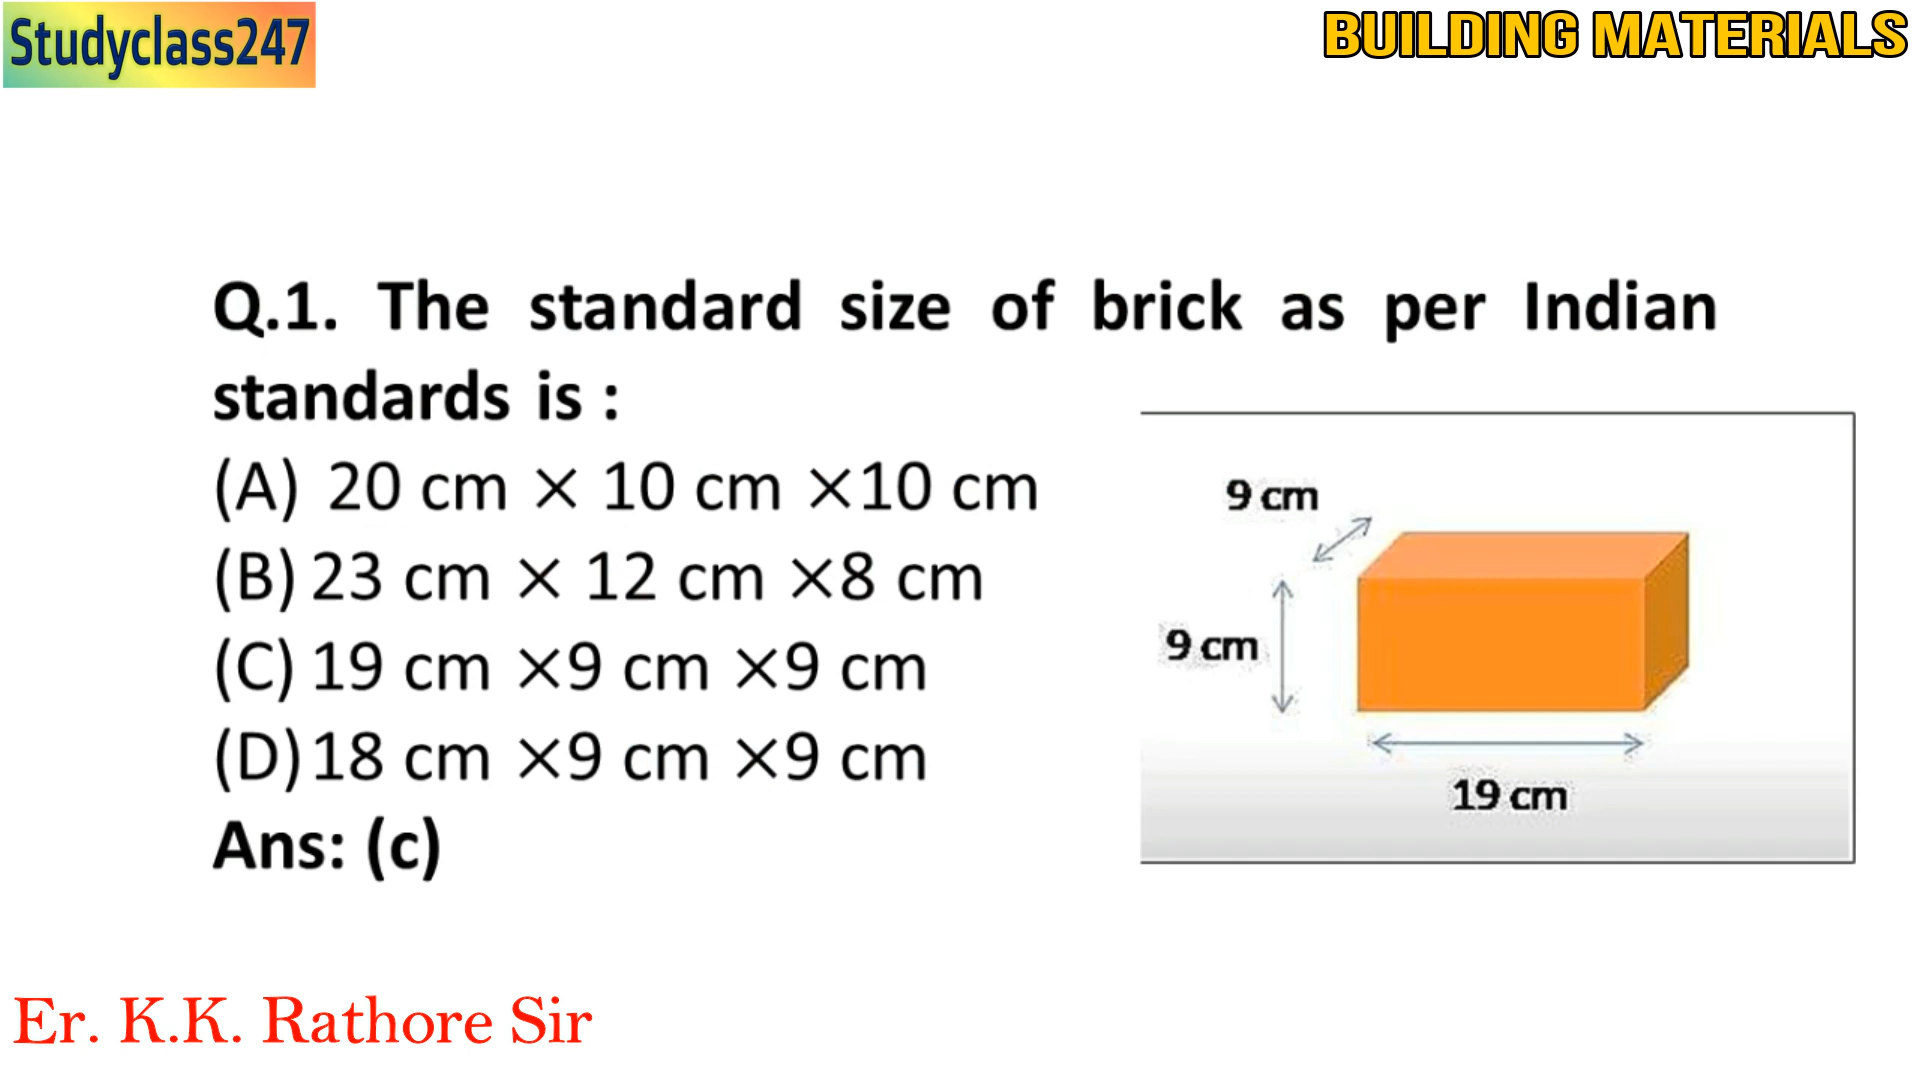 Studyclass247
BUILDING MATERIALS
Q.1. The standard size of brick as per Indian
standards is :
(A) 20 cm × 10 cm ×10 cm
(B) 23 cm × 12 cm ×8 cm
(C) 19 cm ×9 cm ×9 cm
(D) 18 cm ×9 cm ×9 cm
Ans: (c)
9 cm
9 cm
19 cm
Er. K.K. Rathore Sir